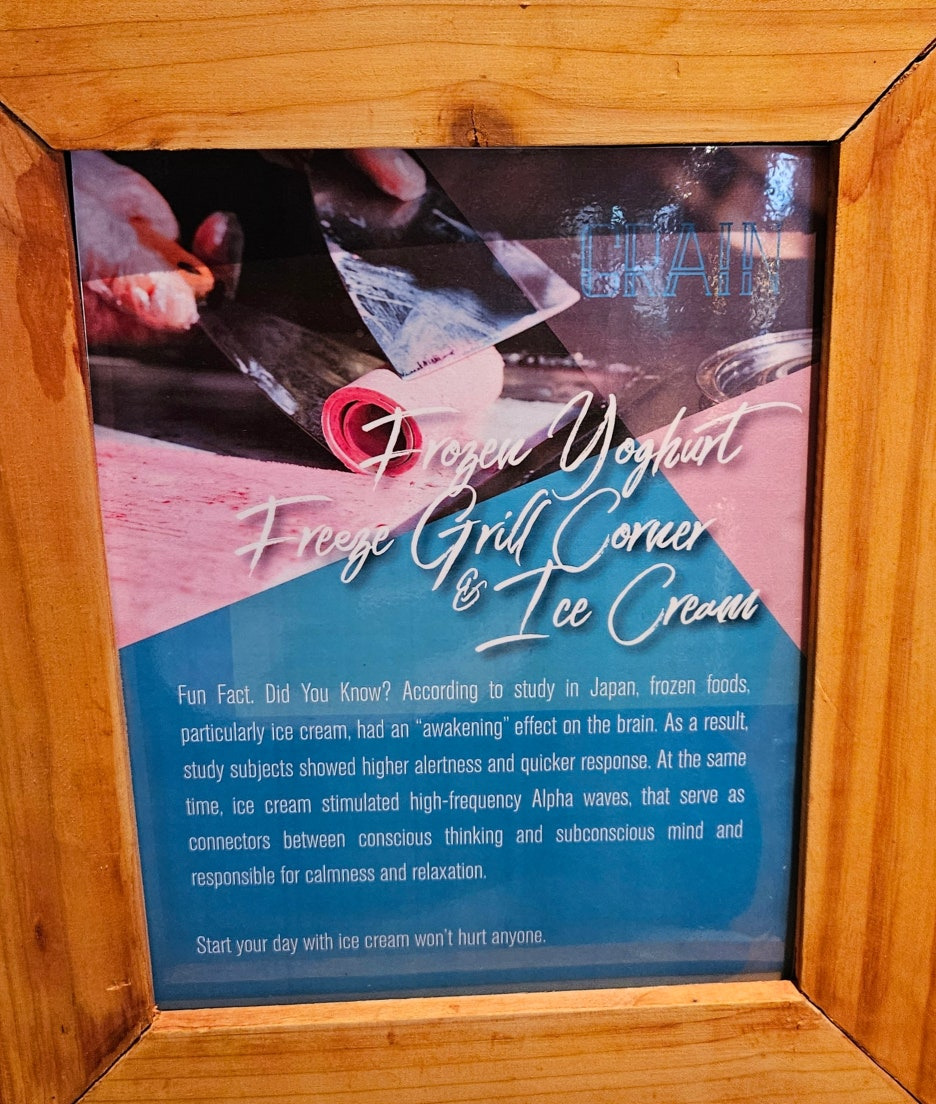 GRAIN
Frozen Yoghurt
Freeze Grill Corner
& Ice Cream
Fun Fact. Did You Know? According to study in Japan, frozen foods,
particularly ice cream, had an “awakening” effect on the brain. As a result,
study subjects showed higher alertness and quicker response. At the same
time, ice cream stimulated high-frequency Alpha waves, that serve as
connectors between conscious thinking and subconscious mind and
responsible for calmness and relaxation.
Start your day with ice cream won’t hurt anyone.